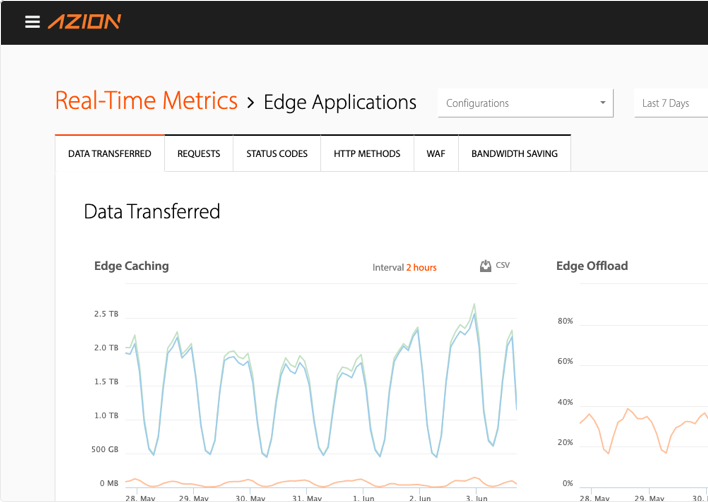 AZION
Real-Time Metrics > Edge Applications
Configurations
Last 7 Days
DATA TRANSFERRED
REQUESTS
STATUS CODES
HTTP METHODS
WAF
BANDWIDTH SAVING
Data Transferred
Edge Caching
Interval 2 hours
CSV
2.5 TB
2.0 TB
1.5 TB
1.0 TB
500 GB
0 MB
28. May
29. May
30. May
31. May
1. Jun
2. Jun
3. Jun
Edge Offload
80%
60%
40%
20%
0%
28. May
29. May
30.